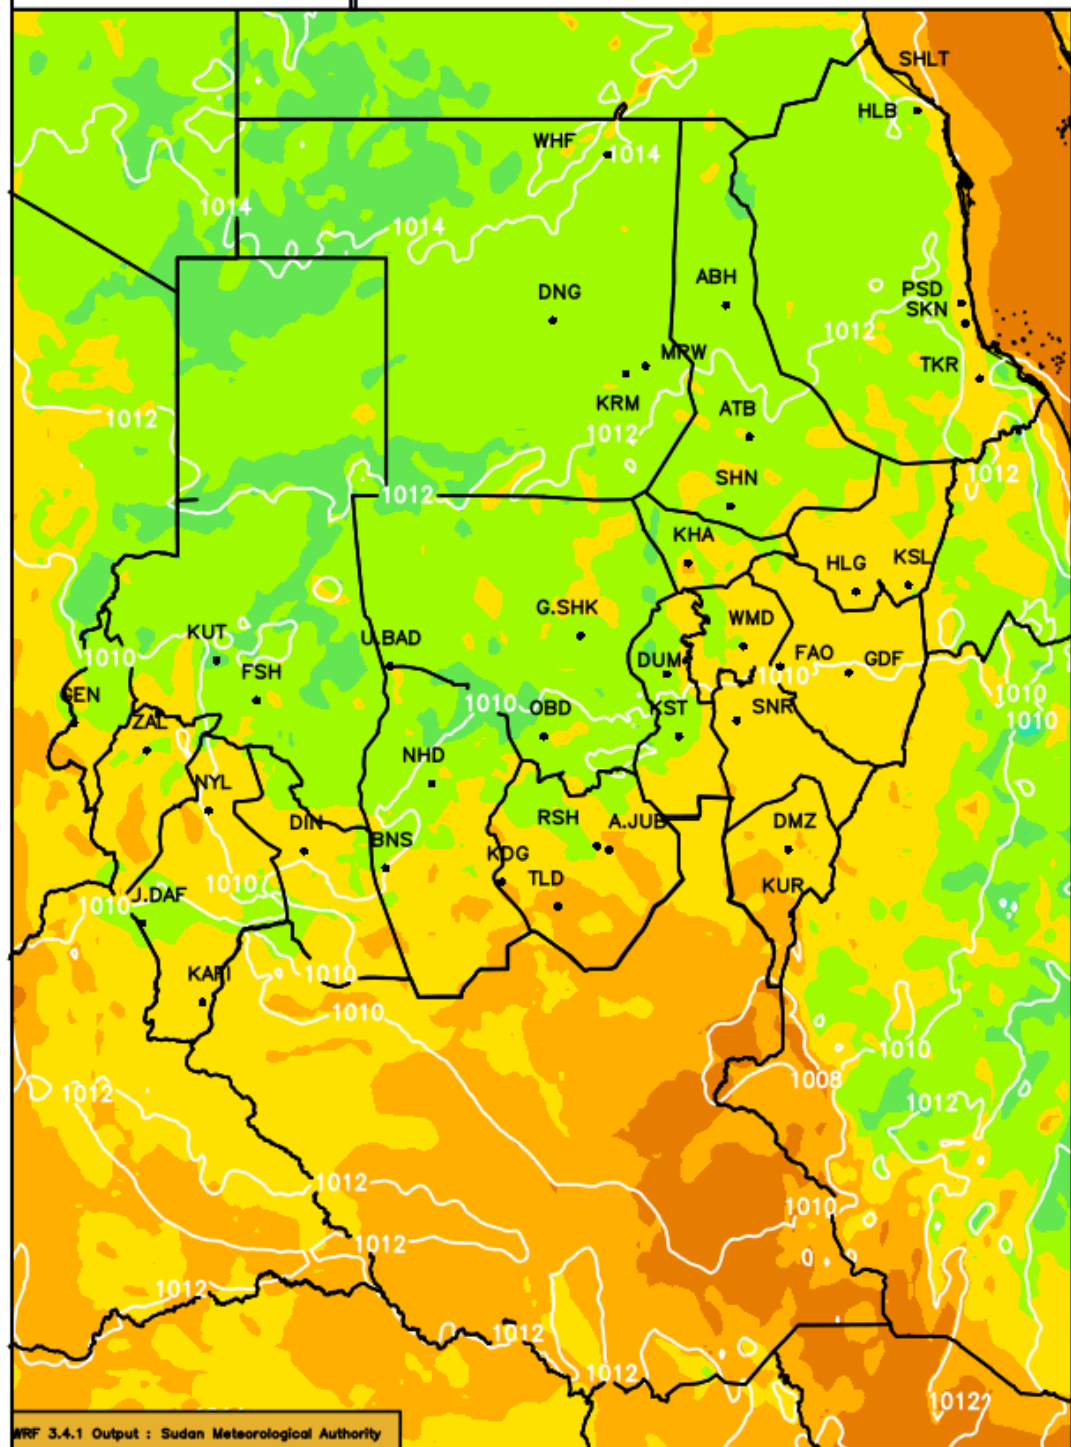 SHLT
HLB
WHF
1014
1014
1014
ABH
DNG
PSD
SKN
1012
MRW
TKR
KRM
ATB
1012
1012
1012
SHN
1012
KHA
HLG
KSL
G.SHK
WMD
KUT
U.BAD
1010
FSH
DUM
FAO
GDF
1010
GEN
1010
1010
OBD
KST
SNR
1010
ZAL
NHD
NYL
DIN
RSH
A.JUB
DMZ
BNS
KDG
TLD
KUR
1010
1010
J.DAF
KAFI
1010
1010
1010
1008
1012
1012
1012
1010
1012
1012
1012
1012
1012
WRF 3.4.1 Output : Sudan Meteorological Authority